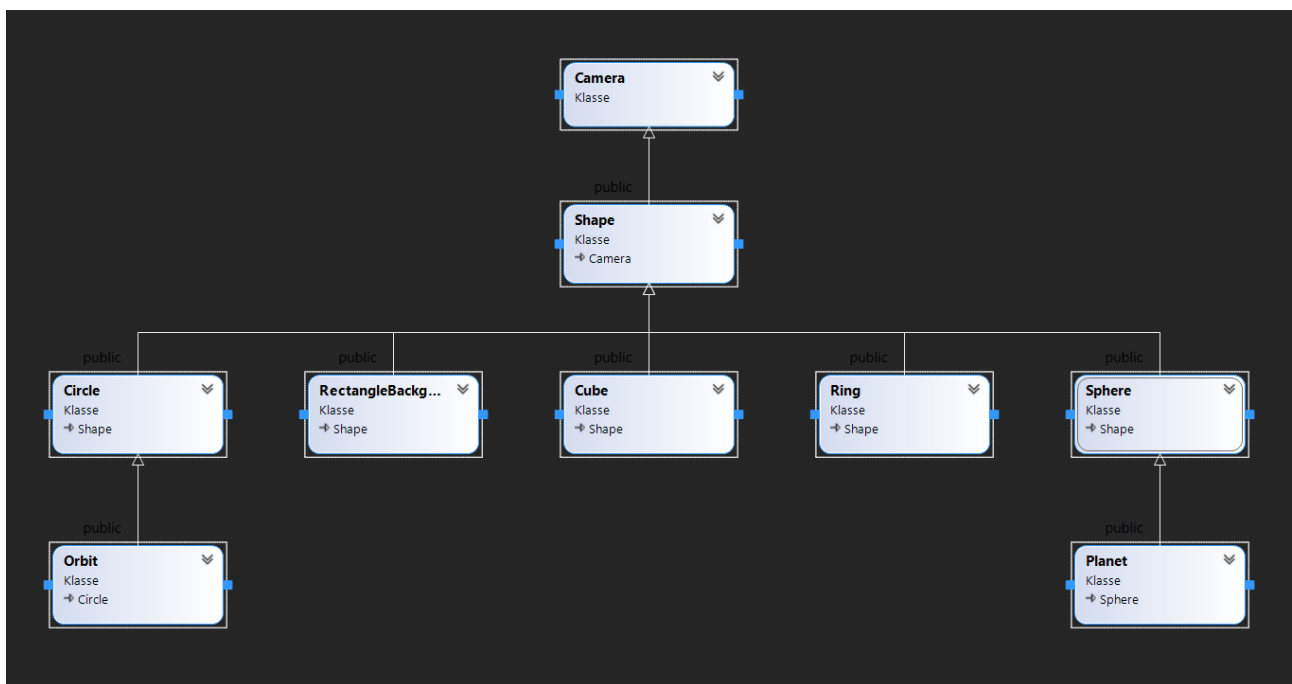 Camera
Klasse
public
Shape
Klasse
Camera
public
public
public
public
public
Circle
Klasse
Shape
RectangleBackg...
Klasse
Shape
Cube
Klasse
Shape
Ring
Klasse
Shape
Sphere
Klasse
Shape
public
public
Orbit
Klasse
Circle
Planet
Klasse
Sphere